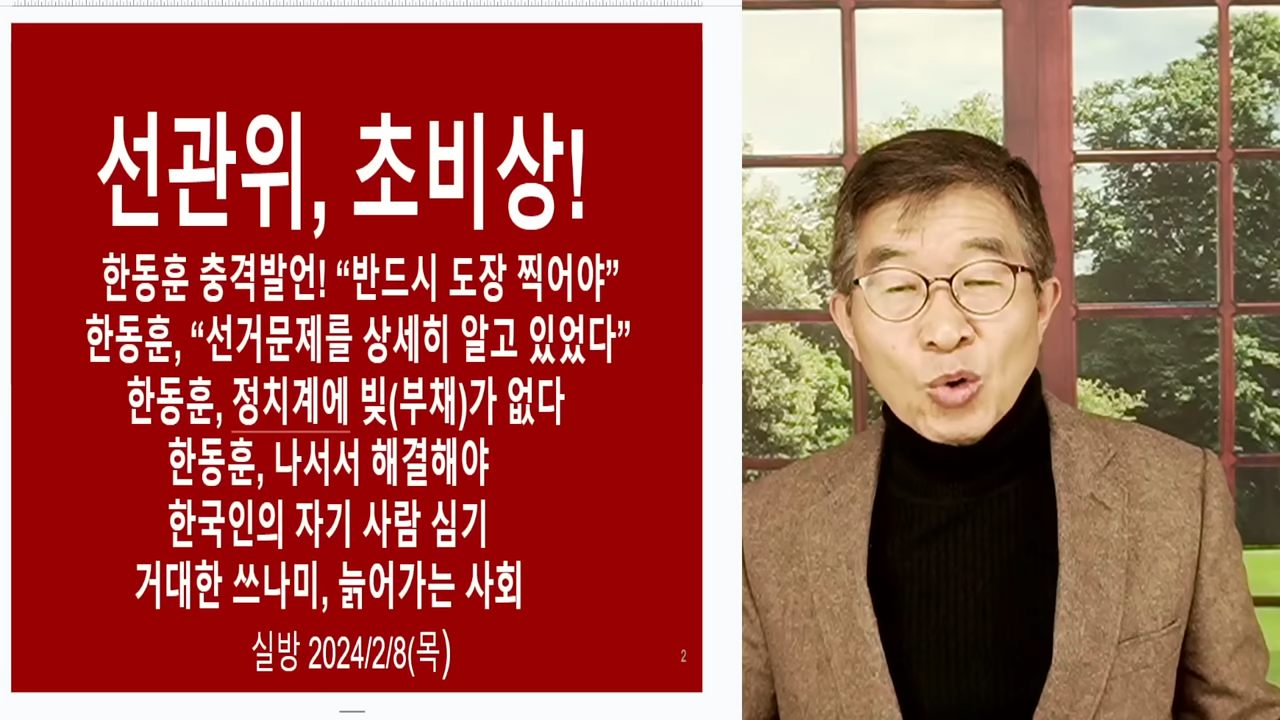 선관위, 초비상!
한동훈 충격발언! “반드시 도장 찍어야”
한동훈, “선거문제를 상세히 알고 있었다”
한동훈, 정치계에 빚(부채)가 없다
한동훈, 나서서 해결해야
한국인의 자기 사람 심기
거대한 쓰나미, 늙어가는 사회
실방 2024/2/8(목)
2